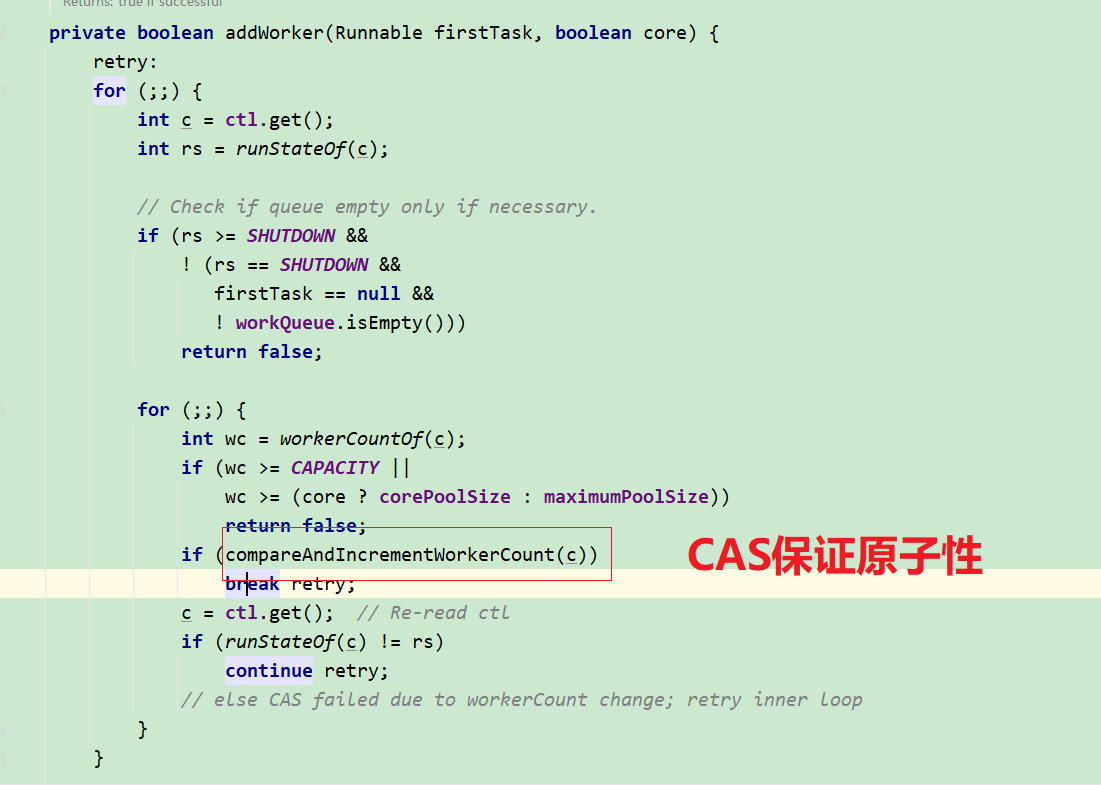 Returns: true if successful
private boolean addWorker(Runnable firstTask, boolean core) {
retry:
for (;;) {
int c = ctl.get();
int rs = runStateOf(c);
// Check if queue empty only if necessary.
if (rs >= SHUTDOWN &&
! (rs == SHUTDOWN &&
firstTask == null &&
! workQueue.isEmpty()))
return false;
for (;;) {
int wc = workerCountOf(c);
if (wc >= CAPACITY ||
wc >= (core ? corePoolSize : maximumPoolSize))
return false;
if (compareAndIncrementWorkerCount(c))
CAS保证原子性
break retry;
c = ctl.get();  // Re-read ctl
if (runStateOf(c) != rs)
continue retry;
// else CAS failed due to workerCount change; retry inner loop
}
}